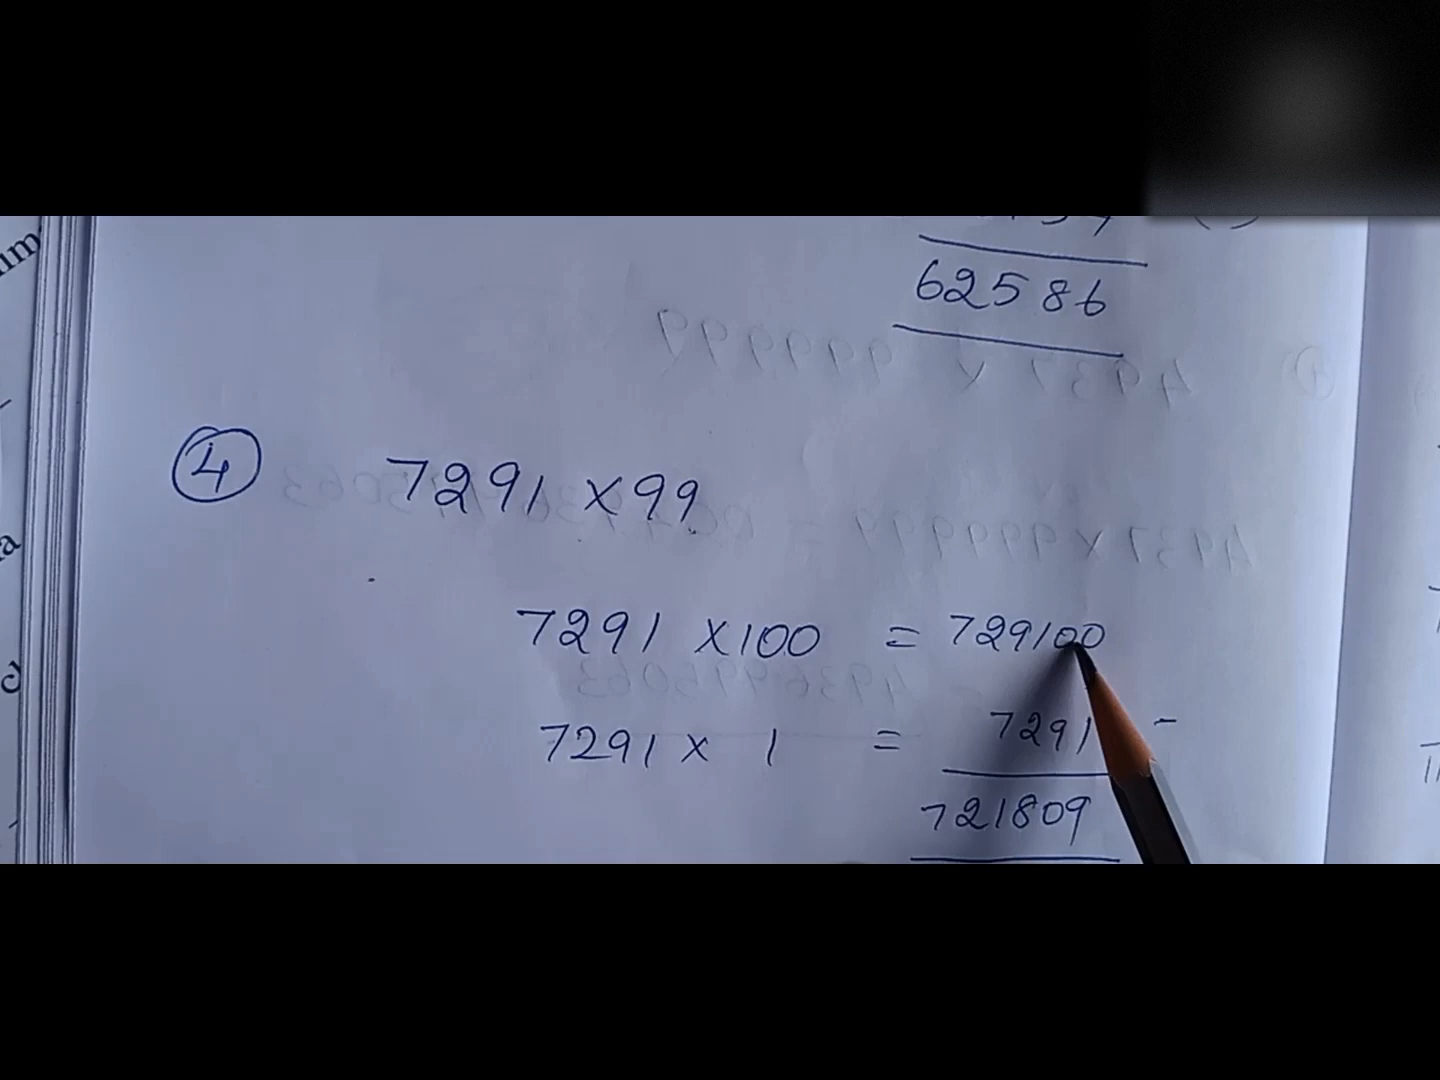 62586
④ 7291 × 99
7291 × 100 = 729100
7291 × 1 = 7291 -
721809